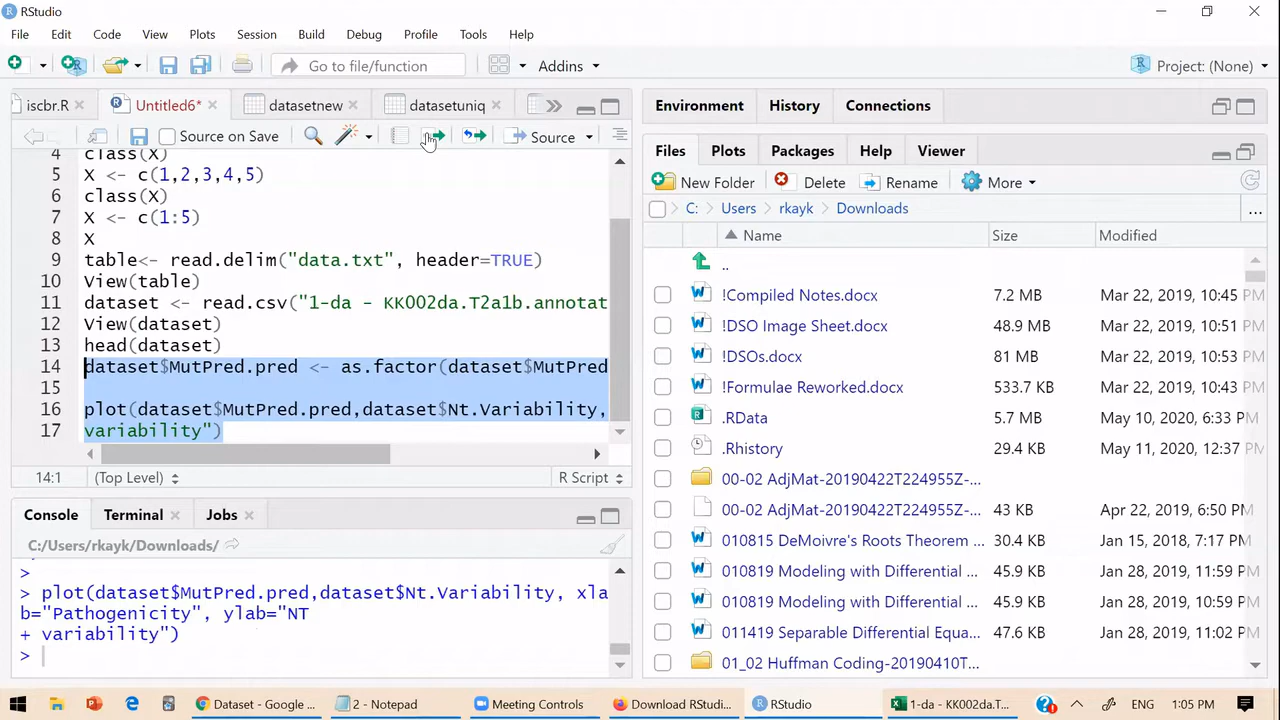 RStudio
File Edit Code View Plots Session Build Debug Profile Tools Help
Go to file/function Addins Project: (None)
iscbr.R Untitled6* datasetnew datasetuniq
Source on Save Source
4 class(X)
5 X <- c(1,2,3,4,5)
6 class(X)
7 X <- c(1:5)
8 X
9 table<- read.delim("data.txt", header=TRUE)
10 View(table)
11 dataset <- read.csv("1-da - KK002da.T2a1b.annotat
12 View(dataset)
13 head(dataset)
14 dataset$MutPred.pred <- as.factor(dataset$MutPred
15
16 plot(dataset$MutPred.pred,dataset$Nt.Variability,
17 variability")
14:1 (Top Level) R Script
Console Terminal Jobs
C:/Users/rkayk/Downloads/
>
> plot(dataset$MutPred.pred,dataset$Nt.Variability, xla
b="Pathogenicity", ylab="NT
+ variability")
>
Environment History Connections
Files Plots Packages Help Viewer
New Folder Delete Rename More
C: Users rkayk Downloads ...
Name Size Modified
..
!Compiled Notes.docx 7.2 MB Mar 22, 2019, 10:45 PM
!DSO Image Sheet.docx 48.9 MB Mar 22, 2019, 10:51 PM
!DSOs.docx 81 MB Mar 22, 2019, 10:53 PM
!Formulae Reworked.docx 533.7 KB Mar 22, 2019, 10:43 PM
.RData 5.7 MB May 10, 2020, 6:33 PM
.Rhistory 29.4 KB May 11, 2020, 12:37 PM
00-02 AdjMat-20190422T224955Z-...
00-02 AdjMat-20190422T224955Z-... 43 KB Apr 22, 2019, 6:50 PM
010815 DeMoivre's Roots Theorem ... 30.4 KB Jan 15, 2018, 7:17 PM
010819 Modeling with Differential ... 45.9 KB Jan 28, 2019, 10:59 PM
010819 Modeling with Differential ... 45.9 KB Jan 28, 2019, 10:59 PM
011419 Separable Differential Equa... 47.6 KB Jan 28, 2019, 11:02 PM
01_02 Huffman Coding-20190410T...
Dataset - Google ... 2 - Notepad Meeting Controls Download RStudi... RStudio 1-da - KK002da.T... ENG 1:05 PM